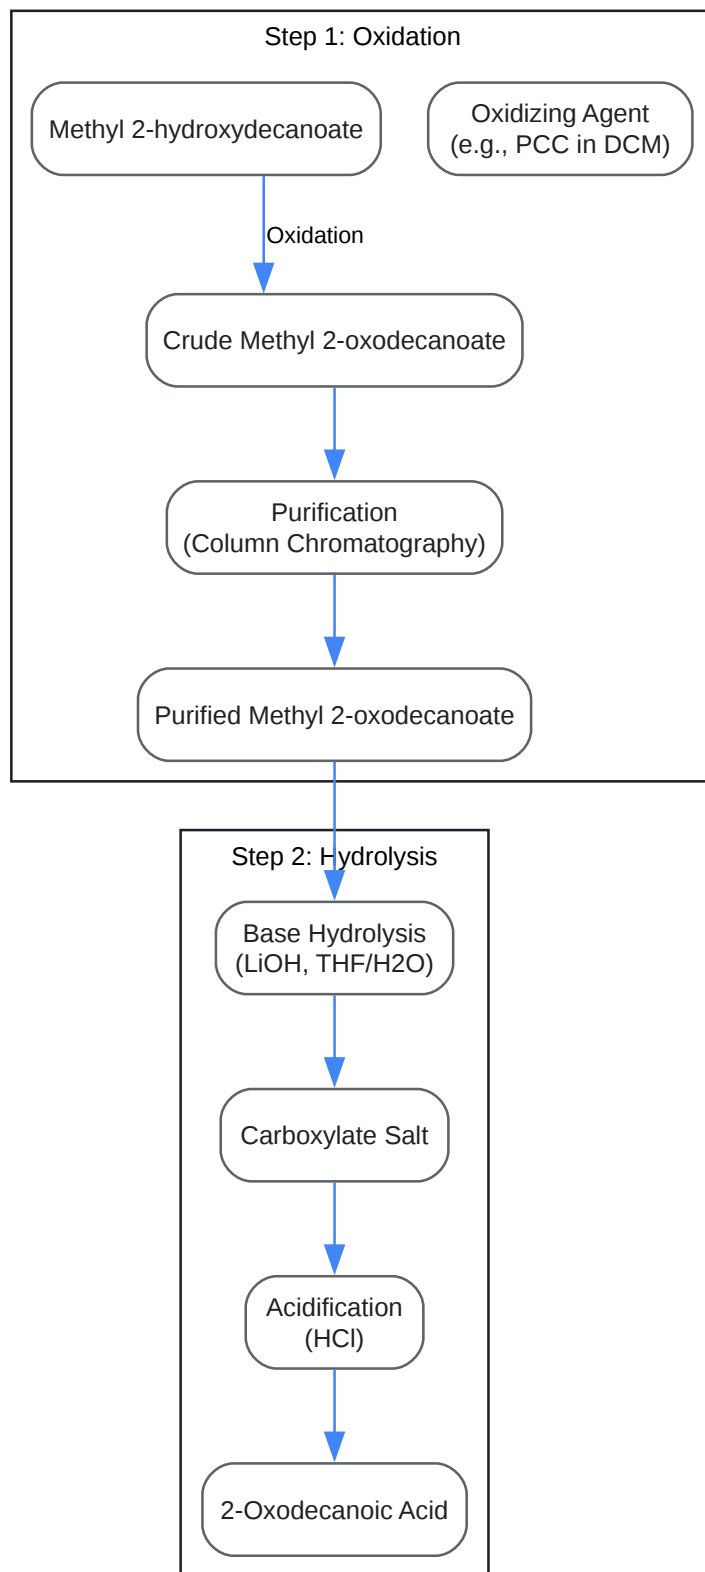 Step 1: Oxidation
Methyl 2-hydroxydecanoate
Oxidizing Agent
(e.g., PCC in DCM)
Oxidation
Crude Methyl 2-oxodecanoate
Purification
(Column Chromatography)
Purified Methyl 2-oxodecanoate
Step 2: Hydrolysis
Base Hydrolysis
(LiOH, THF/H2O)
Carboxylate Salt
Acidification
(HCl)
2-Oxodecanoic Acid